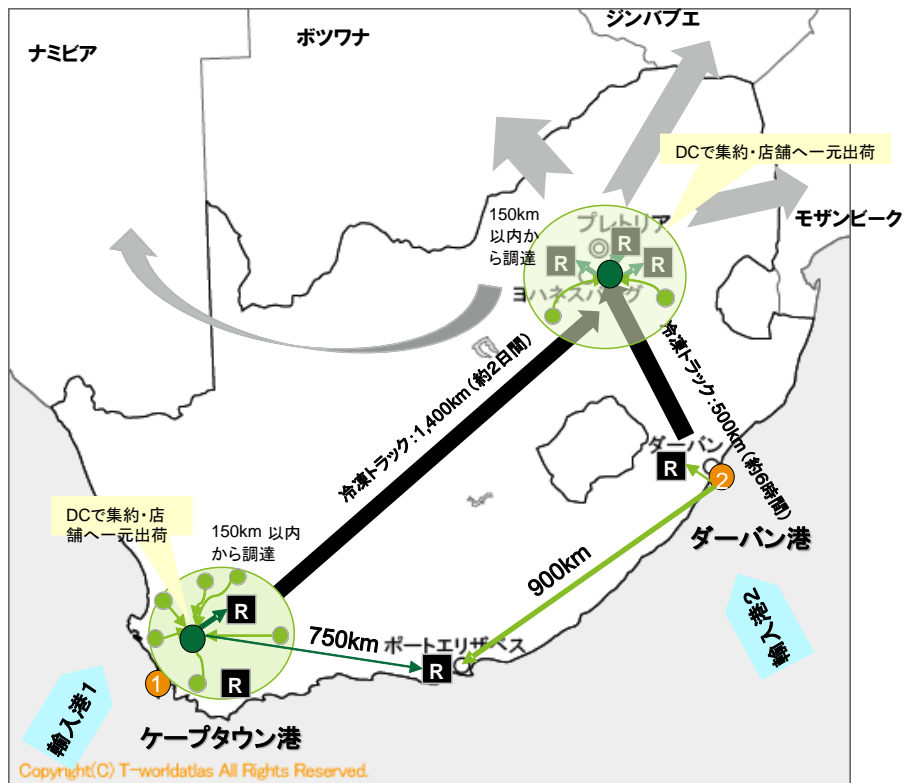 ジンバブエ
ボツワナ
ナミビア
DCで集約・店舗へ一元出荷
150km
以内か
ら調達
プレトリア
モザンビーク
R
R
R
ヨハネスバーグ
冷凍トラック：1,400km（約2日間）
冷凍トラック：500km（約6時間）
ダーバン
R
2
ダーバン港
DCで集約・店
舗へ一元出荷
150km 以内
から調達
900km
輸入港2
R
750km
ポートエリザベス
R
R
1
輸入港1
ケープタウン港
Copyright(C) T-worldatlas All Rights Reserved.